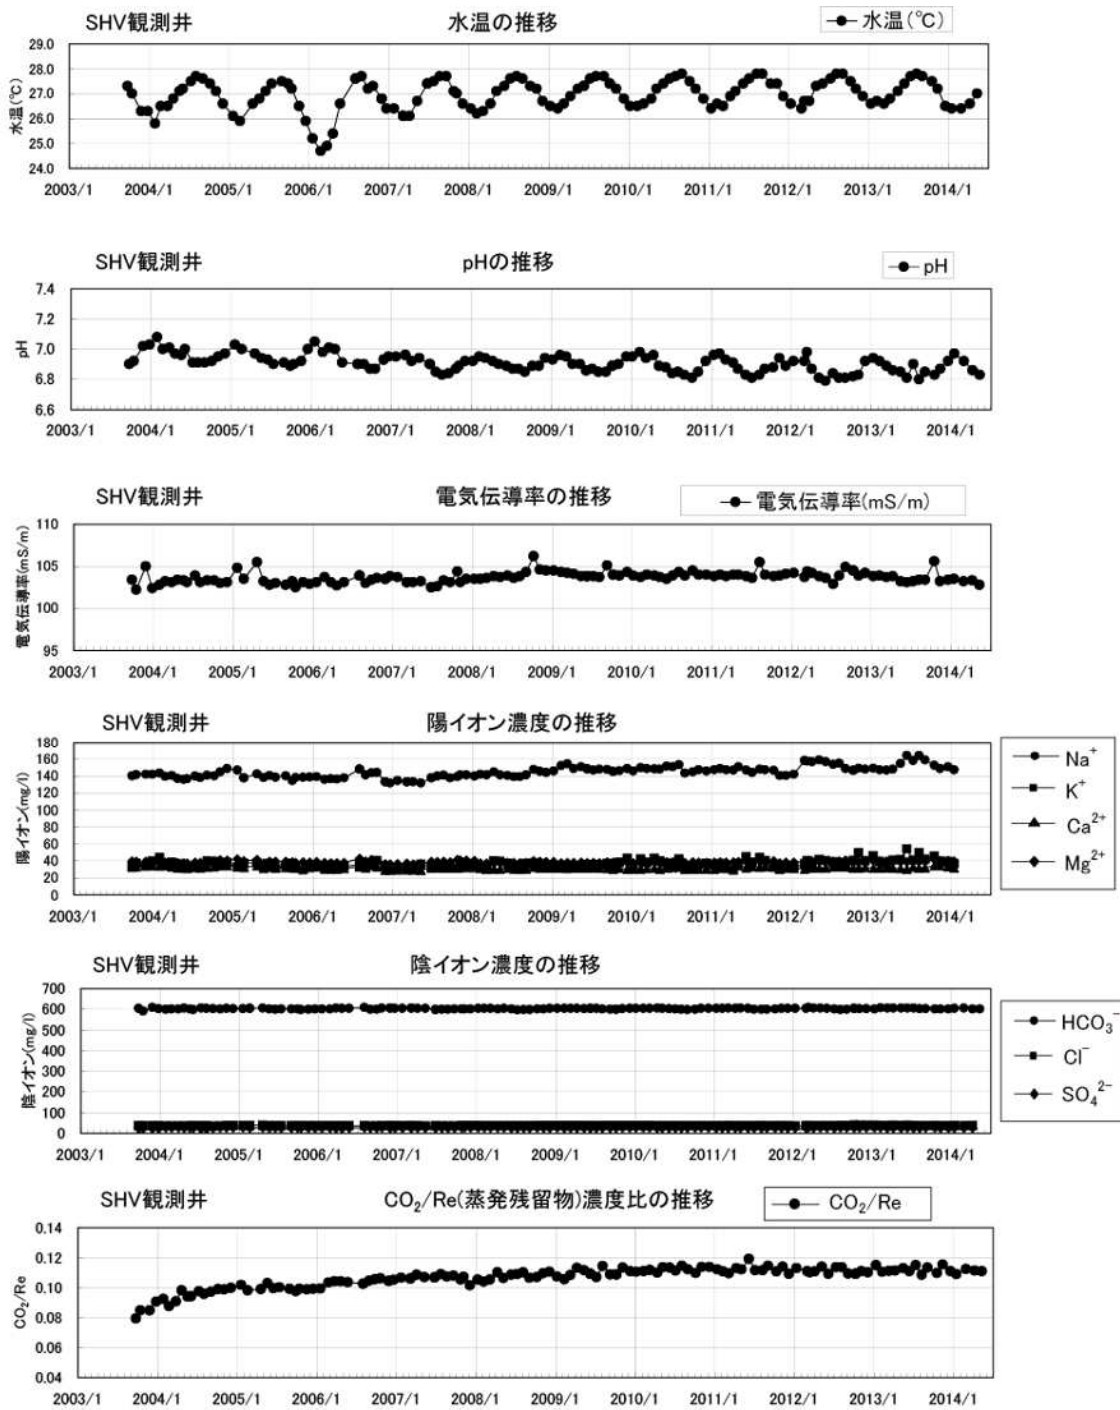 SHV観測井 水温の推移 水温(℃)
29.0
28.0
27.0
26.0
25.0
24.0
水温(℃)
2003/1 2004/1 2005/1 2006/1 2007/1 2008/1 2009/1 2010/1 2011/1 2012/1 2013/1 2014/1
SHV観測井 pHの推移 pH
7.4
7.2
7.0
6.8
6.6
pH
2003/1 2004/1 2005/1 2006/1 2007/1 2008/1 2009/1 2010/1 2011/1 2012/1 2013/1 2014/1
SHV観測井 電気伝導率の推移 電気伝導率(mS/m)
110
105
100
95
電気伝導率(mS/m)
2003/1 2004/1 2005/1 2006/1 2007/1 2008/1 2009/1 2010/1 2011/1 2012/1 2013/1 2014/1
SHV観測井 陽イオン濃度の推移
180
160
140
120
100
80
60
40
20
0
陽イオン(mg/l)
2003/1 2004/1 2005/1 2006/1 2007/1 2008/1 2009/1 2010/1 2011/1 2012/1 2013/1 2014/1
Na⁺
K⁺
Ca²⁺
Mg²⁺
SHV観測井 陰イオン濃度の推移
700
600
500
400
300
200
100
0
陰イオン(mg/l)
2003/1 2004/1 2005/1 2006/1 2007/1 2008/1 2009/1 2010/1 2011/1 2012/1 2013/1 2014/1
HCO₃⁻
Cl⁻
SO₄²⁻
SHV観測井 CO₂/Re(蒸発残留物)濃度比の推移 CO₂/Re
0.14
0.12
0.10
0.08
0.06
0.04
CO₂/Re
2003/1 2004/1 2005/1 2006/1 2007/1 2008/1 2009/1 2010/1 2011/1 2012/1 2013/1 2014/1